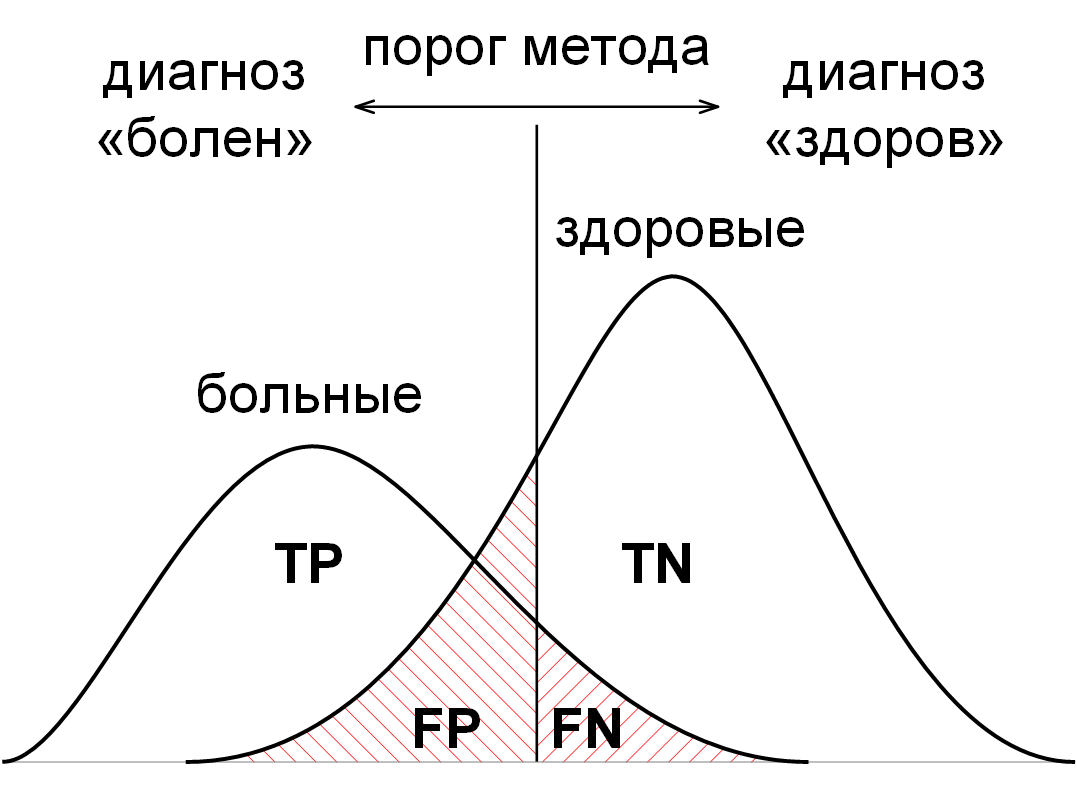 диагноз
«болен»
порог метода
диагноз
«здоров»
здоровые
больные
TP
TN
FP
FN